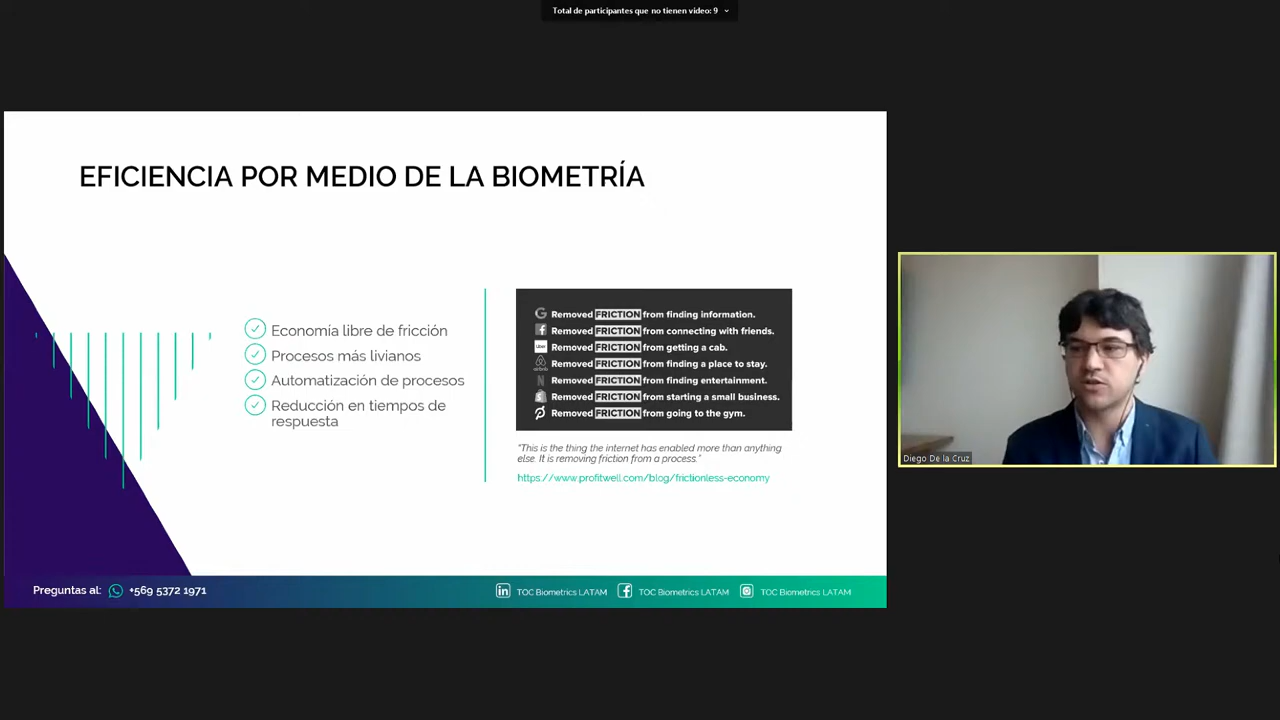 Total de participantes que no tienen video: 9
EFICIENCIA POR MEDIO DE LA BIOMETRÍA
Economía libre de fricción
Procesos más livianos
Automatización de procesos
Reducción en tiempos de
respuesta
Removed FRICTION from finding information.
Removed FRICTION from connecting with friends.
Uber
Removed FRICTION from getting a cab.
airbnb
Removed FRICTION from finding a place to stay.
Removed FRICTION from finding entertainment.
Removed FRICTION from starting a small business.
Removed FRICTION from going to the gym.
"This is the thing the internet has enabled more than anything
else. It is removing friction from a process."
https://www.profitwell.com/blog/frictionless-economy
Diego De la Cruz
Preguntas al: +569 5372 1971
TOC Biometrics LATAM TOC Biometrics LATAM TOC Biometrics LATAM